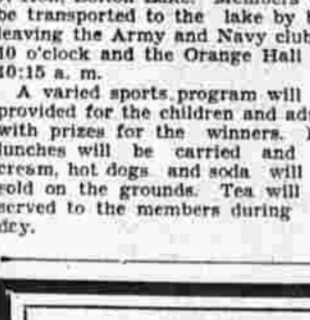 be transported to the lake by
leaving the Army and Navy club
10 o'clock and the Orange Hall
10:15 a. m.
A varied sports program will
provided for the children and
with prizes for the winners.
lunches will be carried and
cream, hot dogs and soda will
sold on the grounds. Tea will
served to the members during
dey.